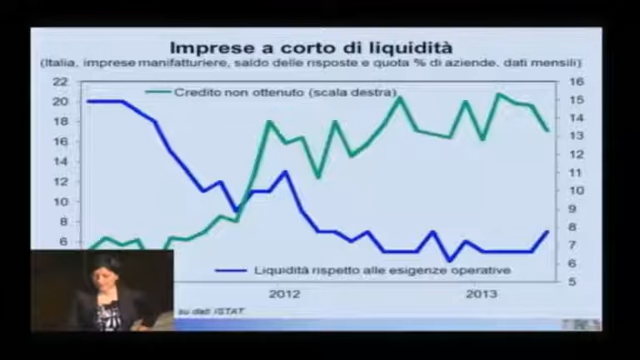 Imprese a corto di liquidità
(Italia, imprese manifatturiere, saldo delle risposte e quota % di aziende, dati mensili)
22 16
20 15
18 14
16 13
14 12
12 11
10 10
8 9
6 8
7
6
5
Credito non ottenuto (scala destra)
Liquidità rispetto alle esigenze operative
2012 2013
su dati ISTAT